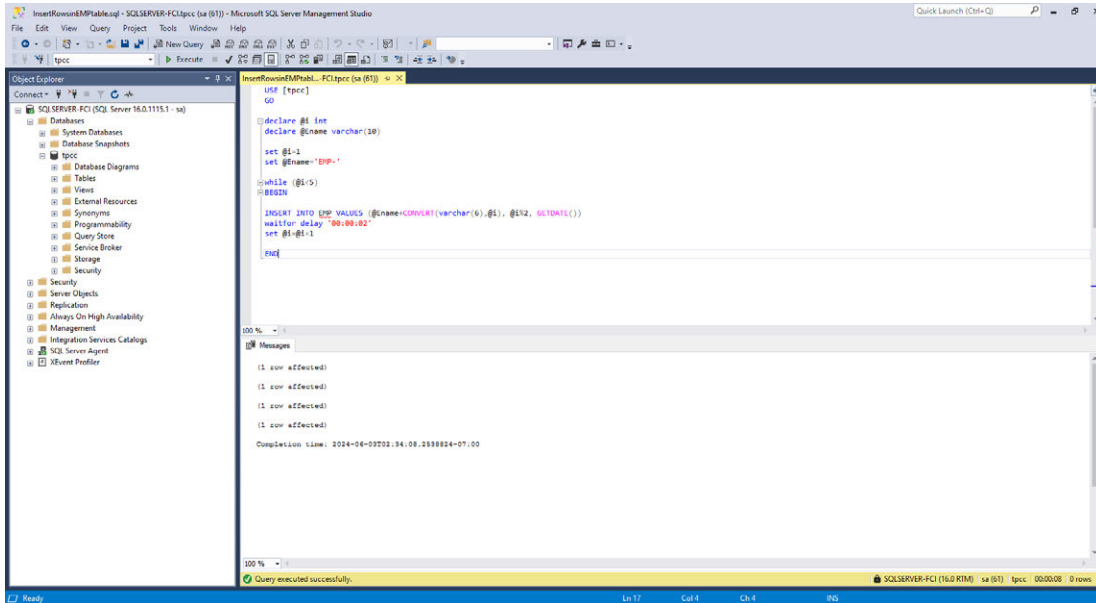 InsertRowsinEMPtable.sql - SQLSERVER-FCI.tpcc (sa (61)) - Microsoft SQL Server Management Studio
Quick Launch (Ctrl+Q)
File Edit View Query Project Tools Window Help
New Query
tpcc
Execute
Object Explorer
Connect
SQLSERVER-FCI (SQL Server 16.0.1115.1 - sa)
Databases
System Databases
Database Snapshots
tpcc
Database Diagrams
Tables
Views
External Resources
Synonyms
Programmability
Query Store
Service Broker
Storage
Security
Security
Server Objects
Replication
Always On High Availability
Management
Integration Services Catalogs
SQL Server Agent
XEvent Profiler
InsertRowsinEMPtabl...-FCI.tpcc (sa (61))
USE [tpcc]
GO
declare @i int
declare @Ename varchar(10)
set @i=1
set @Ename='EMP-'
while (@i<5)
BEGIN
INSERT INTO EMP VALUES (@Ename+CONVERT(varchar(6),@i), @i%2, GETDATE())
waitfor delay '00:00:02'
set @i=@i+1
END
100 %
Messages
(1 row affected)
(1 row affected)
(1 row affected)
(1 row affected)
Completion time: 2024-06-03T02:34:08.2598824-07:00
100 %
Query executed successfully.
SQLSERVER-FCI (16.0 RTM) sa (61) tpcc 00:00:08 0 rows
Ready
Ln 17 Col 4 Ch 4 INS